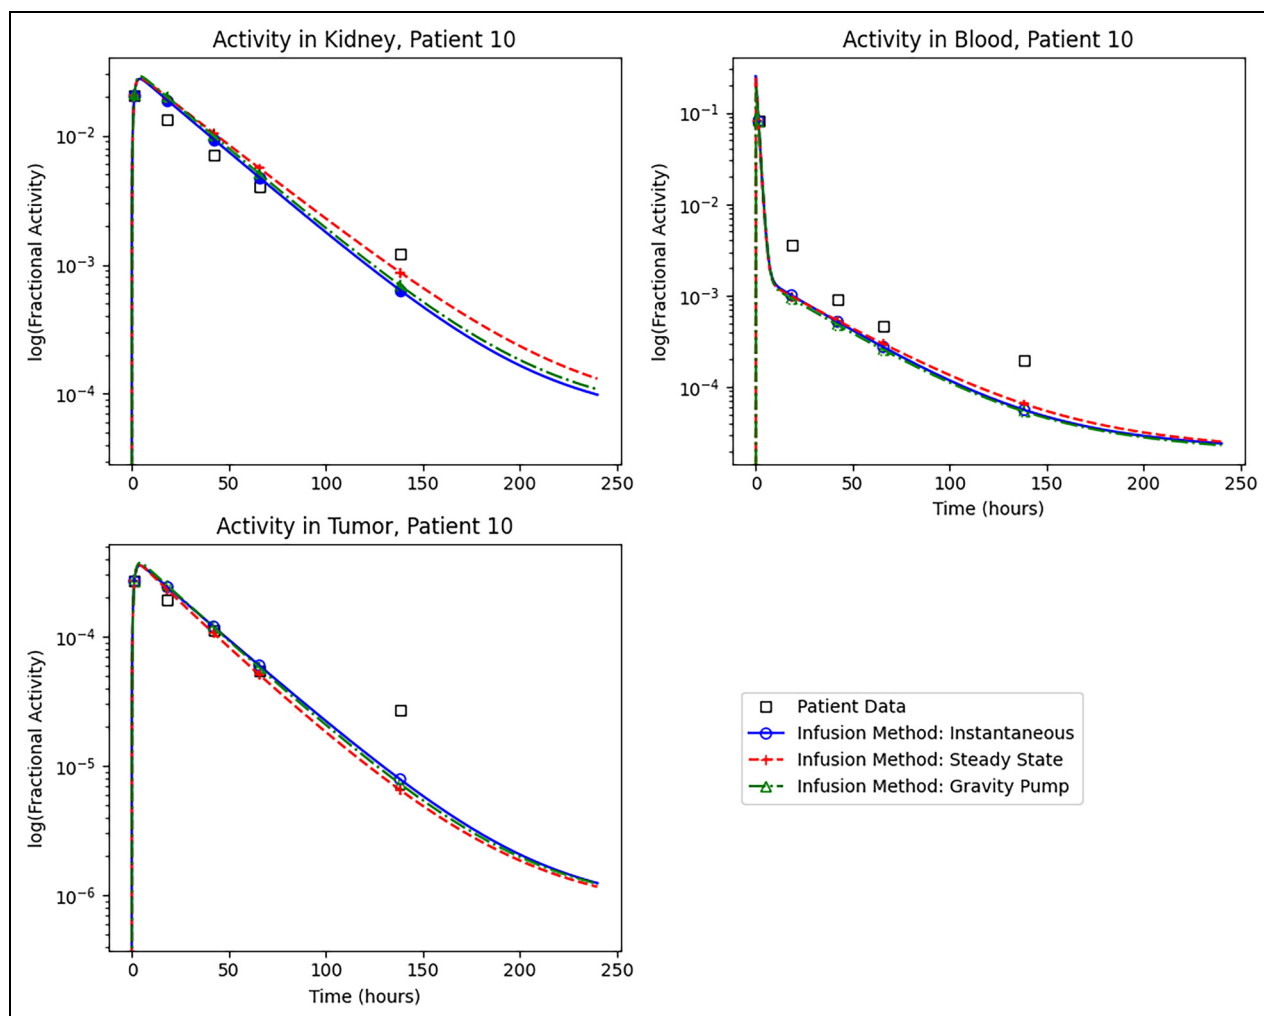 Activity in Kidney, Patient 10
log(Fractional Activity)
10⁻²
10⁻³
10⁻⁴
0 50 100 150 200 250
Activity in Blood, Patient 10
log(Fractional Activity)
10⁻¹
10⁻²
10⁻³
10⁻⁴
0 50 100 150 200 250
Time (hours)
Activity in Tumor, Patient 10
log(Fractional Activity)
10⁻⁴
10⁻⁵
10⁻⁶
0 50 100 150 200 250
Time (hours)
Patient Data
Infusion Method: Instantaneous
Infusion Method: Steady State
Infusion Method: Gravity Pump